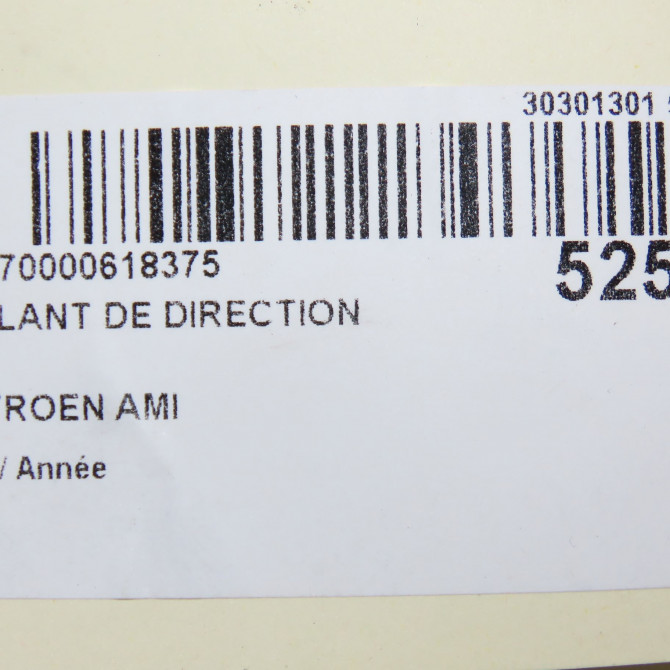 30301301
70000618375
525
LANT DE DIRECTION
ROEN AMI
/ Année